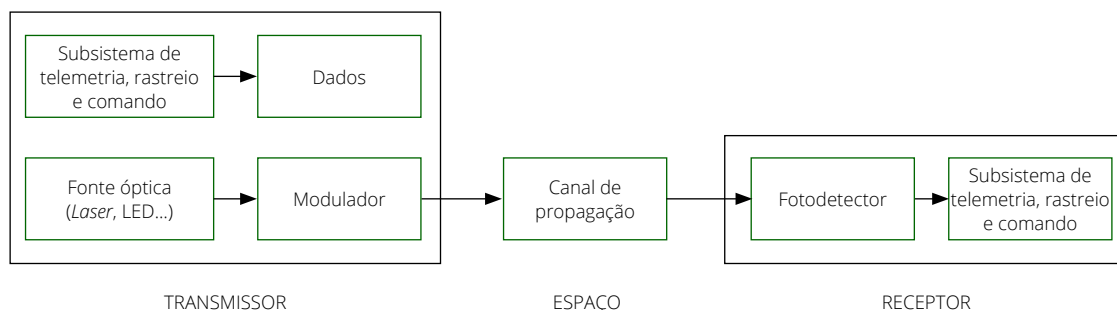 Subsistema de
telemetria, rastreio
e comando
Dados
Fonte óptica
(Laser, LED...)
Modulador
Canal de
propagação
Fotodetector
Subsistema de
telemetria, rastreio
e comando
TRANSMISSOR
ESPAÇO
RECEPTOR